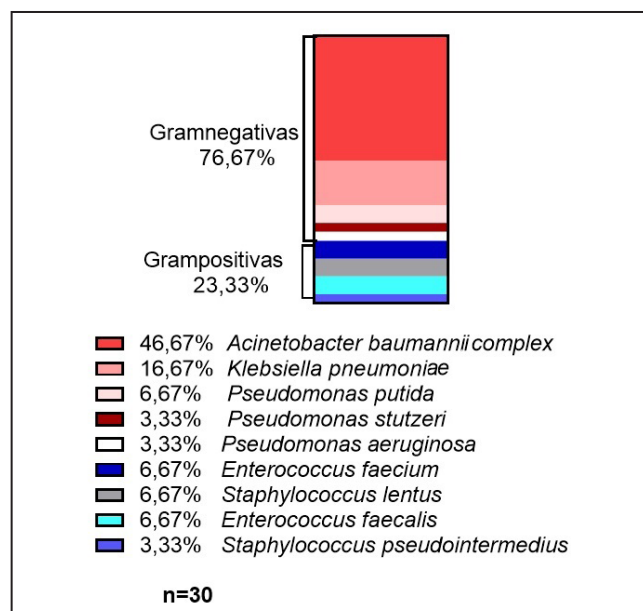 Gramnegativas
76,67%
Grampositivas
23,33%
46,67% Acinetobacter baumannii complex
16,67% Klebsiella pneumoniae
6,67% Pseudomonas putida
3,33% Pseudomonas stutzeri
3,33% Pseudomonas aeruginosa
6,67% Enterococcus faecium
6,67% Staphylococcus lentus
6,67% Enterococcus faecalis
3,33% Staphylococcus pseudointermedius
n=30